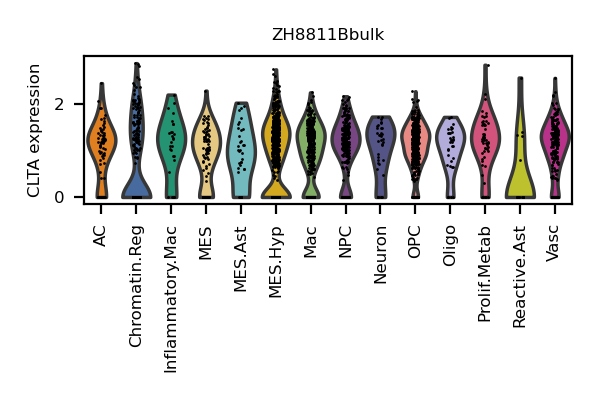 ZH8811Bbulk
CLTA expression
2
0
AC
Chromatin.Reg
Inflammatory.Mac
MES
MES.Ast
MES.Hyp
Mac
NPC
Neuron
OPC
Oligo
Prolif.Metab
Reactive.Ast
Vasc